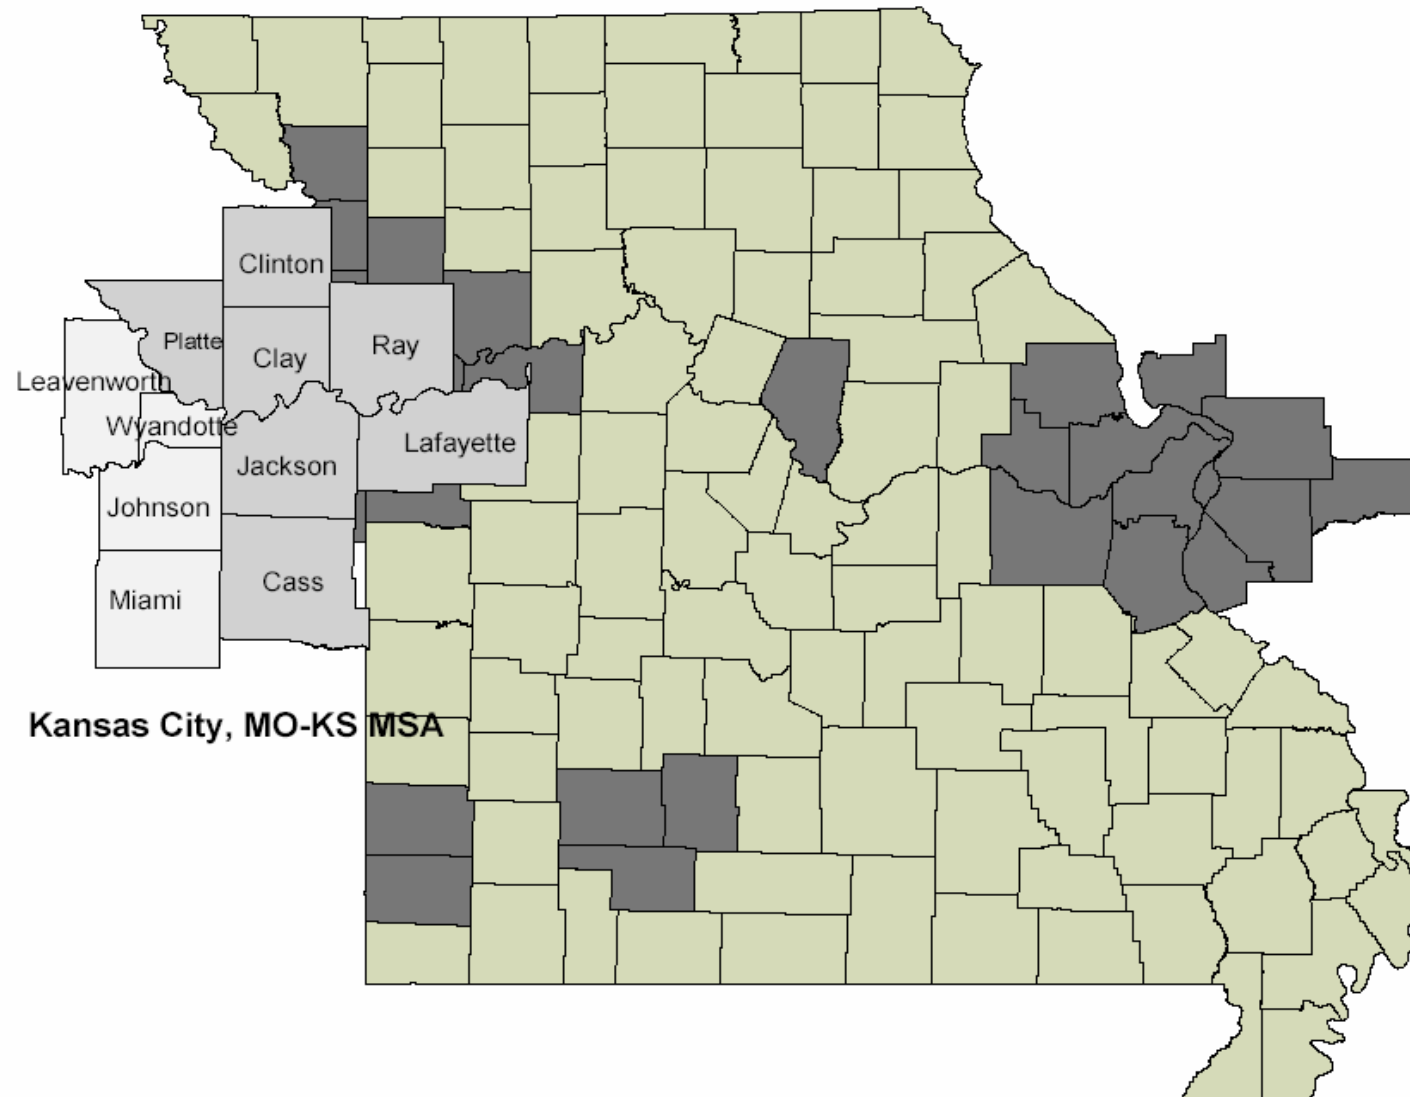 Clinton
Platte
Clay
Ray
Leavenworth
Wyandotte
Lafayette
Jackson
Johnson
Cass
Miami
Kansas City, MO-KS MSA